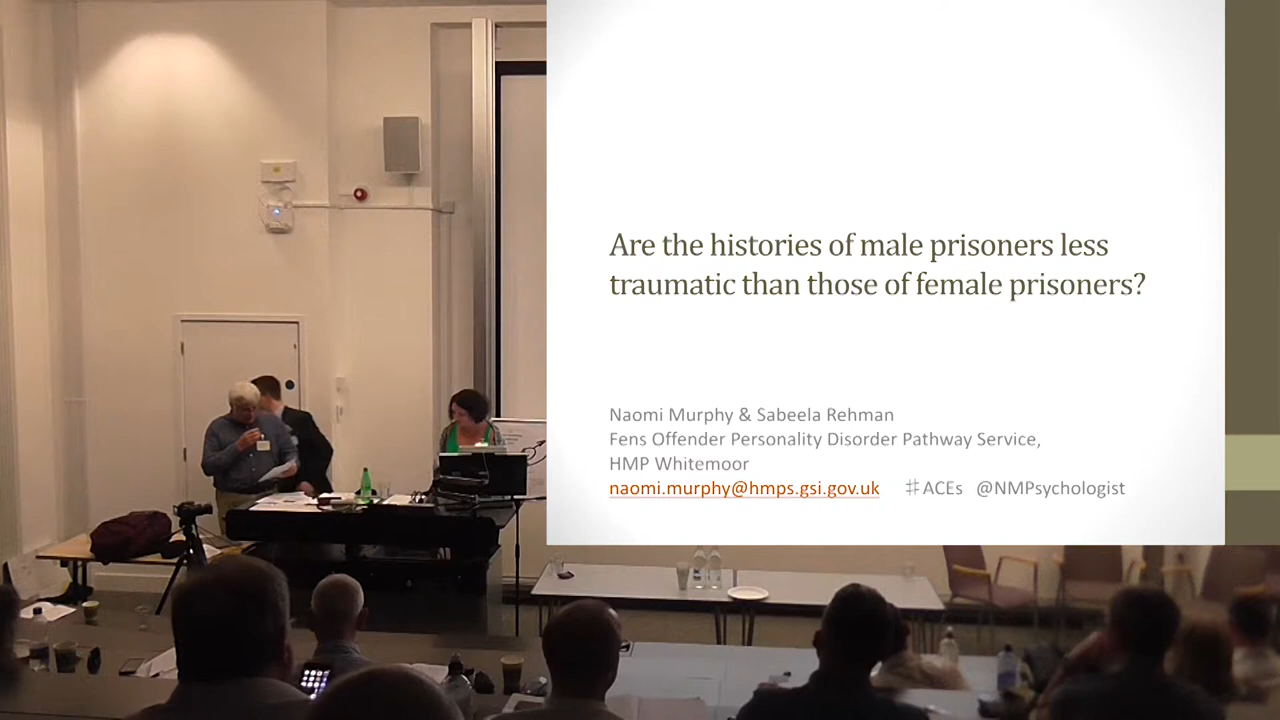 Are the histories of male prisoners less
traumatic than those of female prisoners?
Naomi Murphy & Sabeela Rehman
Fens Offender Personality Disorder Pathway Service,
HMP Whitemoor
naomi.murphy@hmps.gsi.gov.uk #ACEs @NMPsychologist